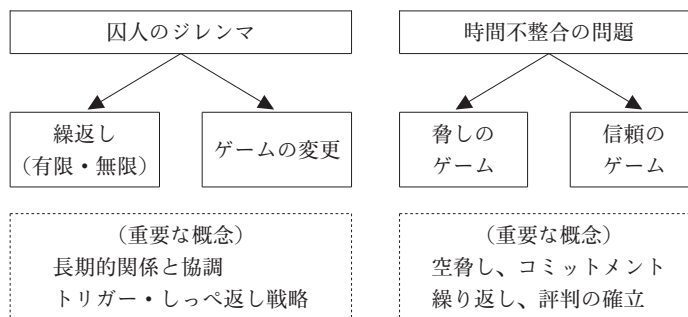 囚人のジレンマ
時間不整合の問題
繰返し
(有限・無限)
ゲームの変更
脅しの
ゲーム
信頼の
ゲーム
(重要な概念)
長期的関係と協調
トリガー・しっぺ返し戦略
(重要な概念)
空脅し、コミットメント
繰り返し、評判の確立